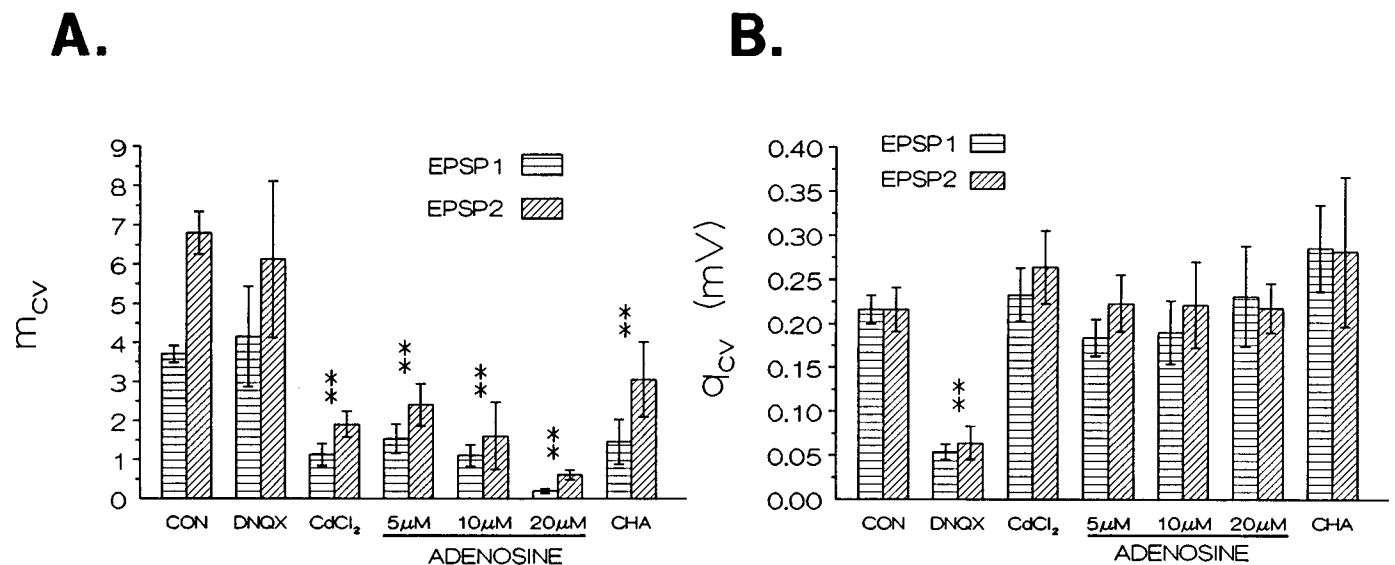 A.
B.
EPSP1
EPSP2
m_cv
9
8
7
6
5
4
3
2
1
0
** ** ** ** **
CON DNQX CdCl₂ 5μM 10μM 20μM CHA
ADENOSINE
EPSP1
EPSP2
q_cv (mV)
0.40
0.35
0.30
0.25
0.20
0.15
0.10
0.05
0.00
**
CON DNQX CdCl₂ 5μM 10μM 20μM CHA
ADENOSINE